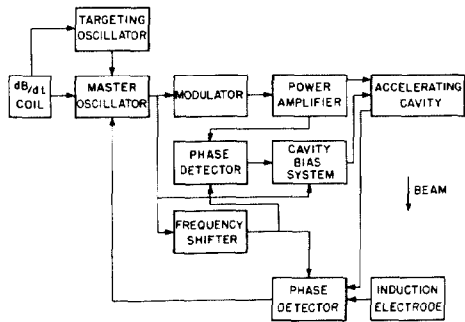 TARGETING
OSCILLATOR
dB/dt
COIL
MASTER
OSCILLATOR
MODULATOR
POWER
AMPLIFIER
ACCELERATING
CAVITY
PHASE
DETECTOR
CAVITY
BIAS
SYSTEM
BEAM
FREQUENCY
SHIFTER
PHASE
DETECTOR
INDUCTION
ELECTRODE